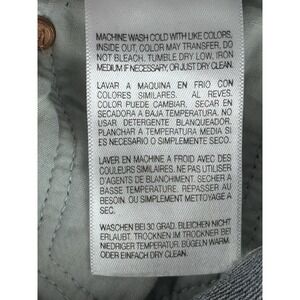 MACHINE WASH COLD WITH LIKE COLORS,
INSIDE OUT, COLOR MAY TRANSFER, DO
NOT BLEACH. TUMBLE DRY LOW, IRON
MEDIUM IF NECESSARY, OR JUST DRY CLEAN.
LAVAR A MAQUINA EN FRIO CON
COLORES SIMILARES. AL REVES.
COLOR PUEDE CAMBIAR, SECAR EN
SECADORA A BAJA TEMPERATURA. NO
USAR DETERGENTE BLANQUEADOR.
PLANCHAR A TEMPERATURA MEDIA SI
ES NECESARIO O SIMPLEMENTE SECO.
LAVER EN MACHINE A FROID AVEC DES
COULEURS SIMILAIRES. NE PAS UTILISER
D'AGENTS DE BLANCHIMENT. SECHER A
BASSE TEMPERATURE. REPASSER AU
BESOIN. OU SIMPLEMENT METTOYAGE A
SEC.
WASCHEN BEI 30 GRAD. BLEICHEN NICHT
ERLAUBT. TROCKNEN IM TROCKNER BEI
NIEDRIGER TEMPERATUR. BÜGELN WARM
ODER EINFACH DRY CLEAN.